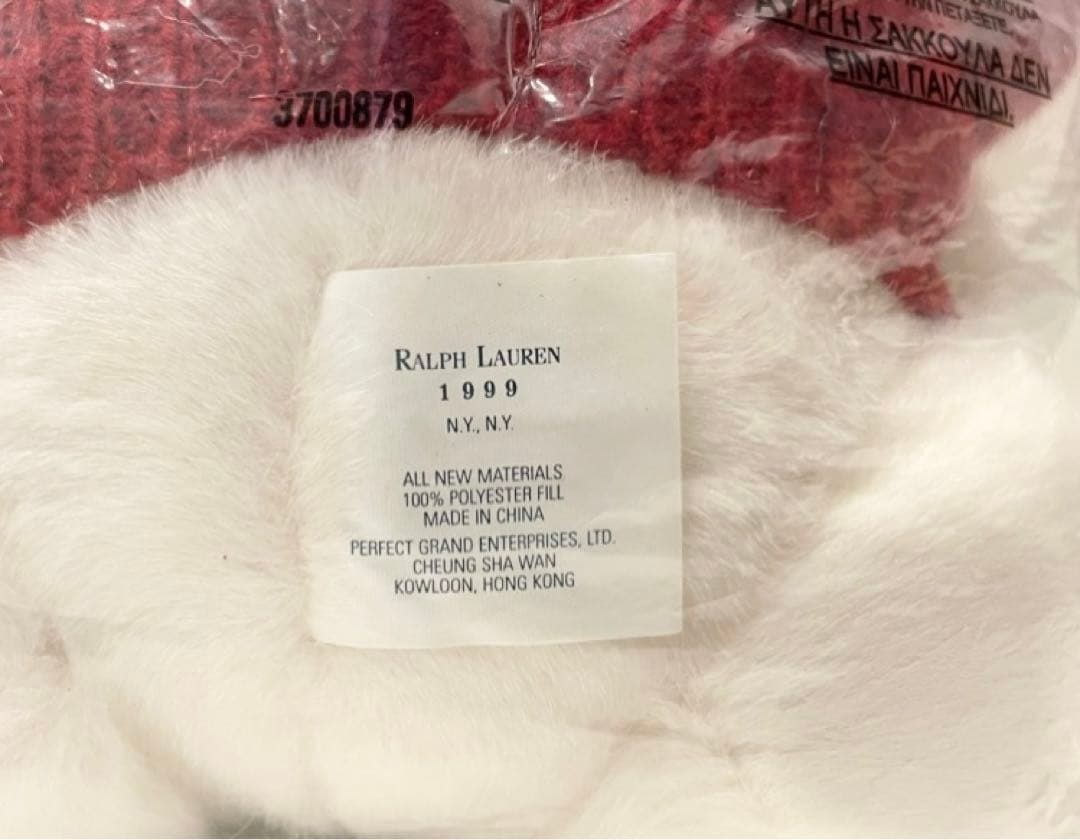 3700879
ΑΥΤΗ Η ΣΑΚΚΟΥΛΑ ΔΕΝ
ΕΙΝΑΙ ΠΑΙΧΝΙΔΙ.
RALPH LAUREN
1999
N.Y., N.Y.
ALL NEW MATERIALS
100% POLYESTER FILL
MADE IN CHINA
PERFECT GRAND ENTERPRISES, LTD.
CHEUNG SHA WAN
KOWLOON, HONG KONG